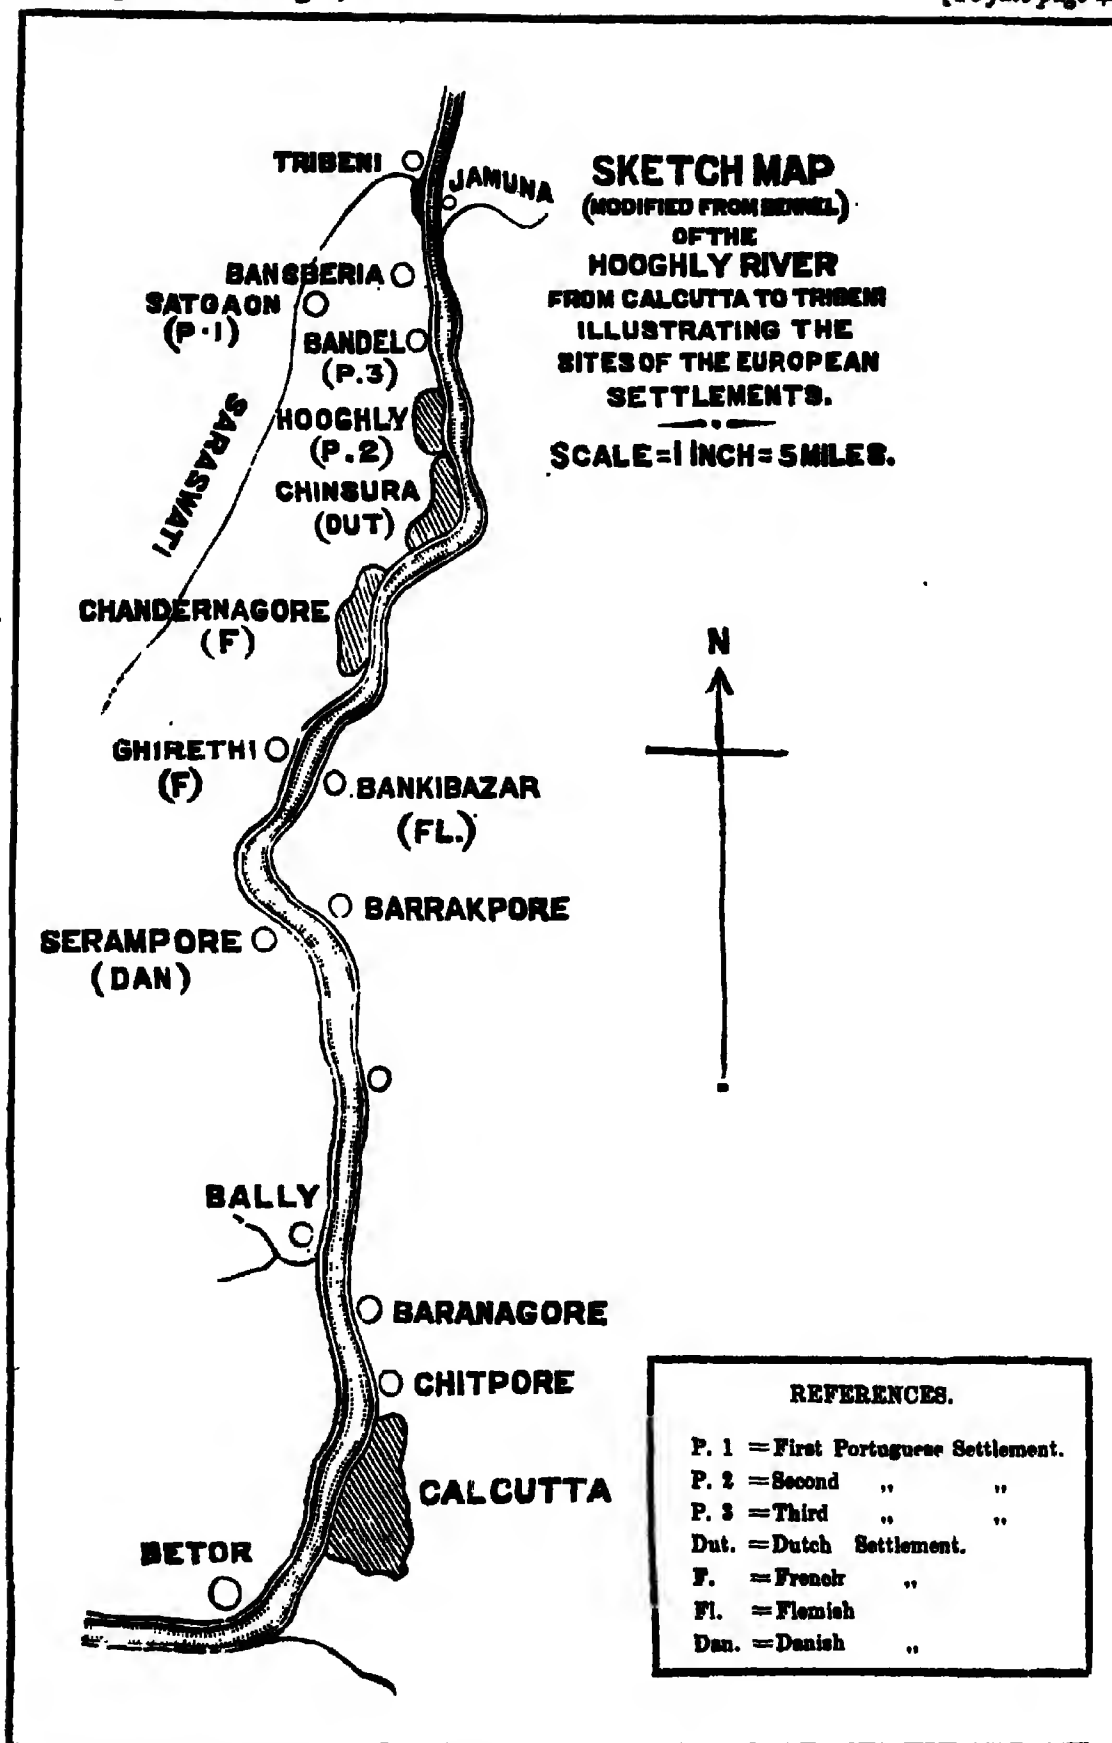 TRIBENI
JAMUNA
SKETCH MAP
(MODIFIED FROM RENNEL)
OF THE
HOOGHLY RIVER
FROM CALCUTTA TO TRIBENI
ILLUSTRATING THE
SITES OF THE EUROPEAN
SETTLEMENTS.
SCALE=1 INCH=5 MILES.
BANSBERIA
SATGAON
(P.1)
BANDEL
(P.3)
SARASWATI
HOOGHLY
(P.2)
CHINSURA
(DUT)
CHANDERNAGORE
(F)
N
GHIRETHI
(F)
BANKIBAZAR
(FL.)
BARRAKPORE
SERAMPORE
(DAN)
BALLY
BARANAGORE
CHITPORE
CALCUTTA
BETOR
REFERENCES.
P. 1 =First Portuguese Settlement.
P. 2 =Second „ „
P. 3 =Third „ „
Dut. =Dutch Settlement.
F. =French „
Fl. =Flemish
Dan. =Danish „